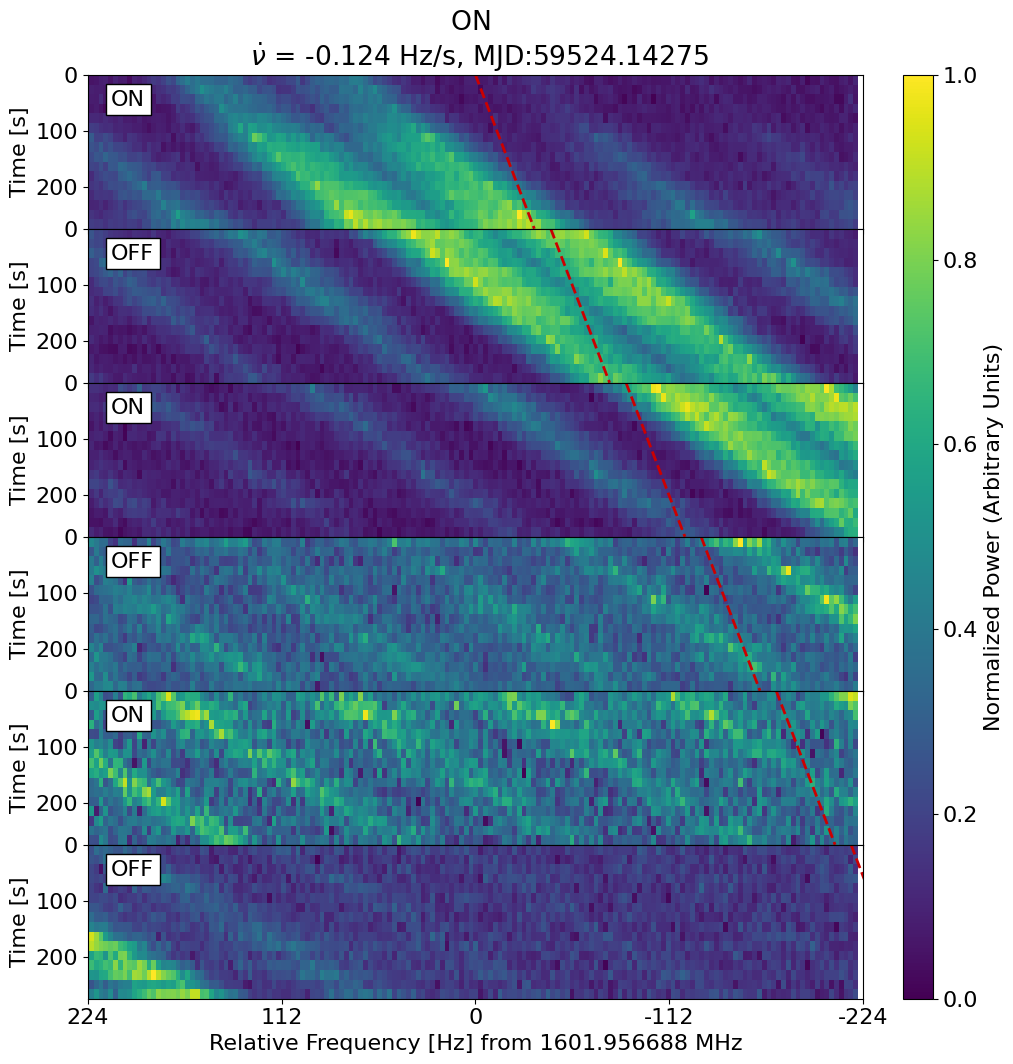 ON
ν̇ = -0.124 Hz/s, MJD:59524.14275
0
ON
100
200
Time [s]
0
OFF
100
200
Time [s]
0
ON
100
200
Time [s]
0
OFF
100
200
Time [s]
0
ON
100
200
Time [s]
0
OFF
100
200
Time [s]
224 112 0 -112 -224
Relative Frequency [Hz] from 1601.956688 MHz
1.0
0.8
0.6
0.4
0.2
0.0
Normalized Power (Arbitrary Units)